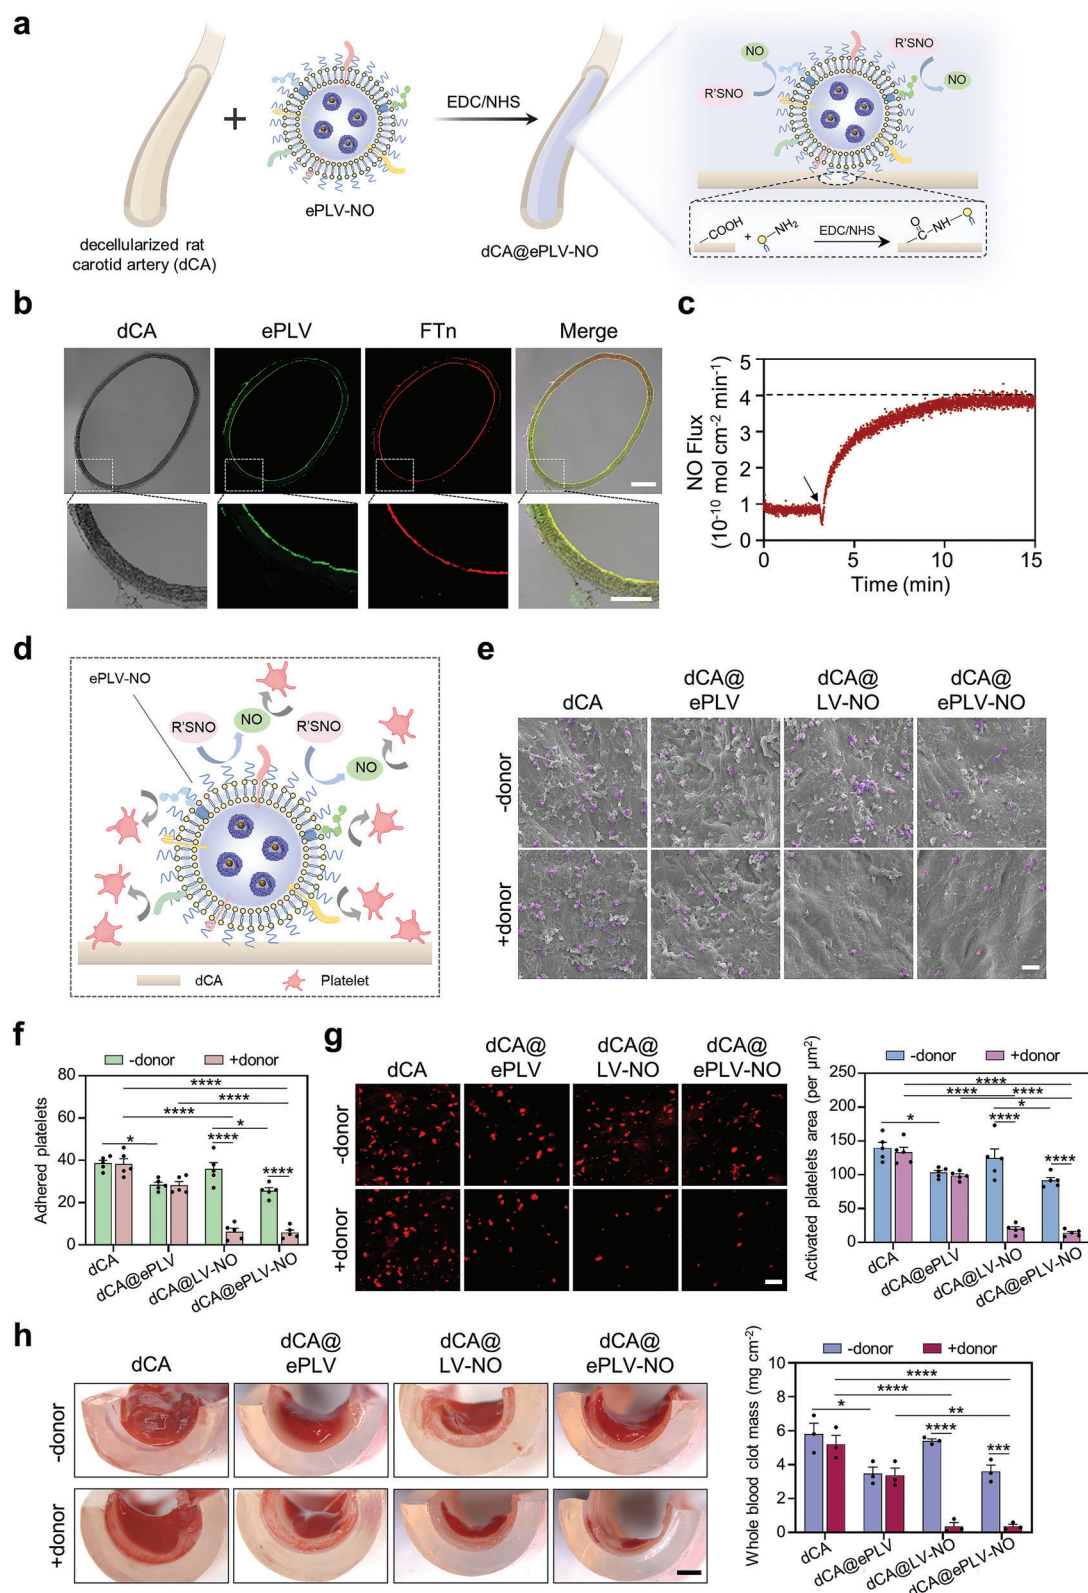 a
decellularized rat
carotid artery (dCA)
+
ePLV-NO
EDC/NHS
dCA@ePLV-NO
NO
R'SNO
R'SNO
NO
COOH
+
NH₂
EDC/NHS
O
C
NH
b
dCA
ePLV
FTn
Merge
c
NO Flux
(10⁻¹⁰ mol cm⁻² min⁻¹)
5
4
3
2
1
0
0
5
10
15
Time (min)
d
ePLV-NO
R'SNO
NO
R'SNO
NO
dCA
Platelet
e
dCA
dCA@
ePLV
dCA@
LV-NO
dCA@
ePLV-NO
-donor
+donor
f
-donor
+donor
Adhered platelets
80
60
40
20
0
****
****
****
*
*
****
****
dCA
dCA@ePLV
dCA@LV-NO
dCA@ePLV-NO
g
dCA
dCA@
ePLV
dCA@
LV-NO
dCA@
ePLV-NO
-donor
+donor
-donor
+donor
Activated platelets area (per μm²)
250
200
150
100
50
0
****
**** ****
*
*
****
****
dCA
dCA@ePLV
dCA@LV-NO
dCA@ePLV-NO
h
dCA
dCA@
ePLV
dCA@
LV-NO
dCA@
ePLV-NO
-donor
+donor
-donor
+donor
Whole blood clot mass (mg cm⁻²)
10
8
6
4
2
0
****
****
*
**
****
***
dCA
dCA@ePLV
dCA@LV-NO
dCA@ePLV-NO